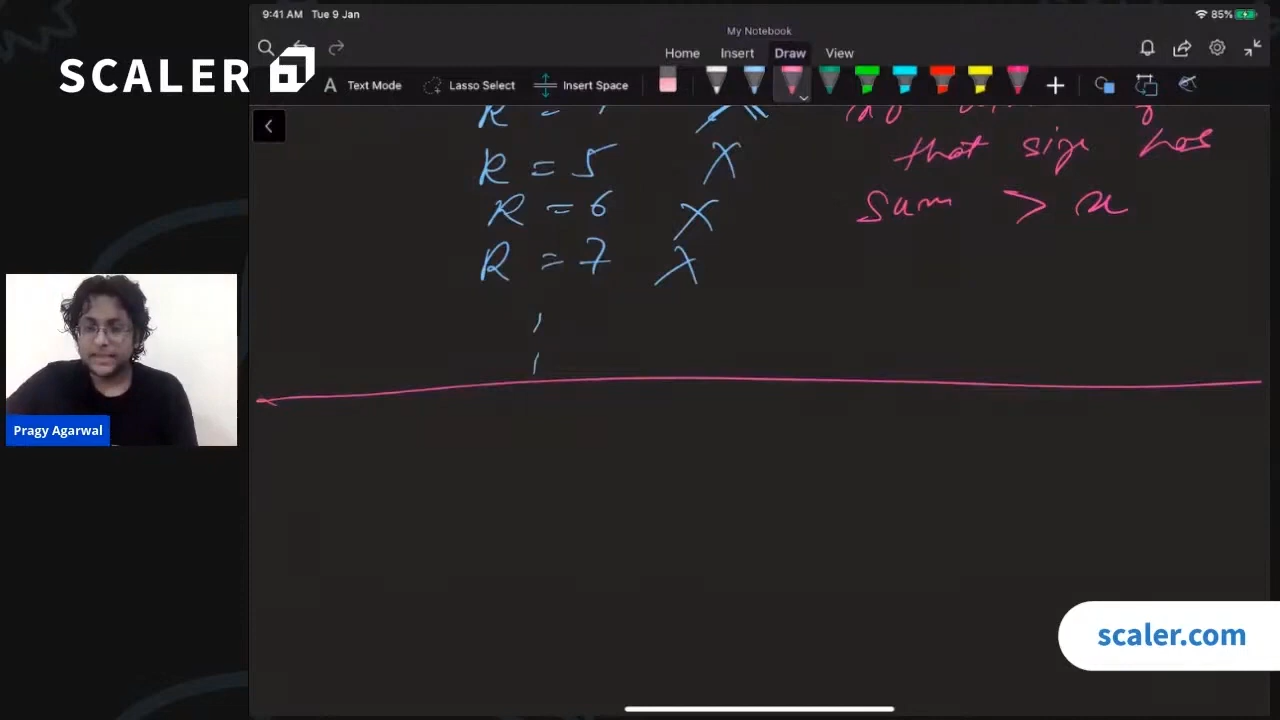 9:41 AM Tue 9 Jan
85%
My Notebook
SCALER
Home Insert Draw View
A Text Mode Lasso Select Insert Space
R = 5 X
that size has
R = 6 X
sum > x
R = 7 X
Pragy Agarwal
scaler.com